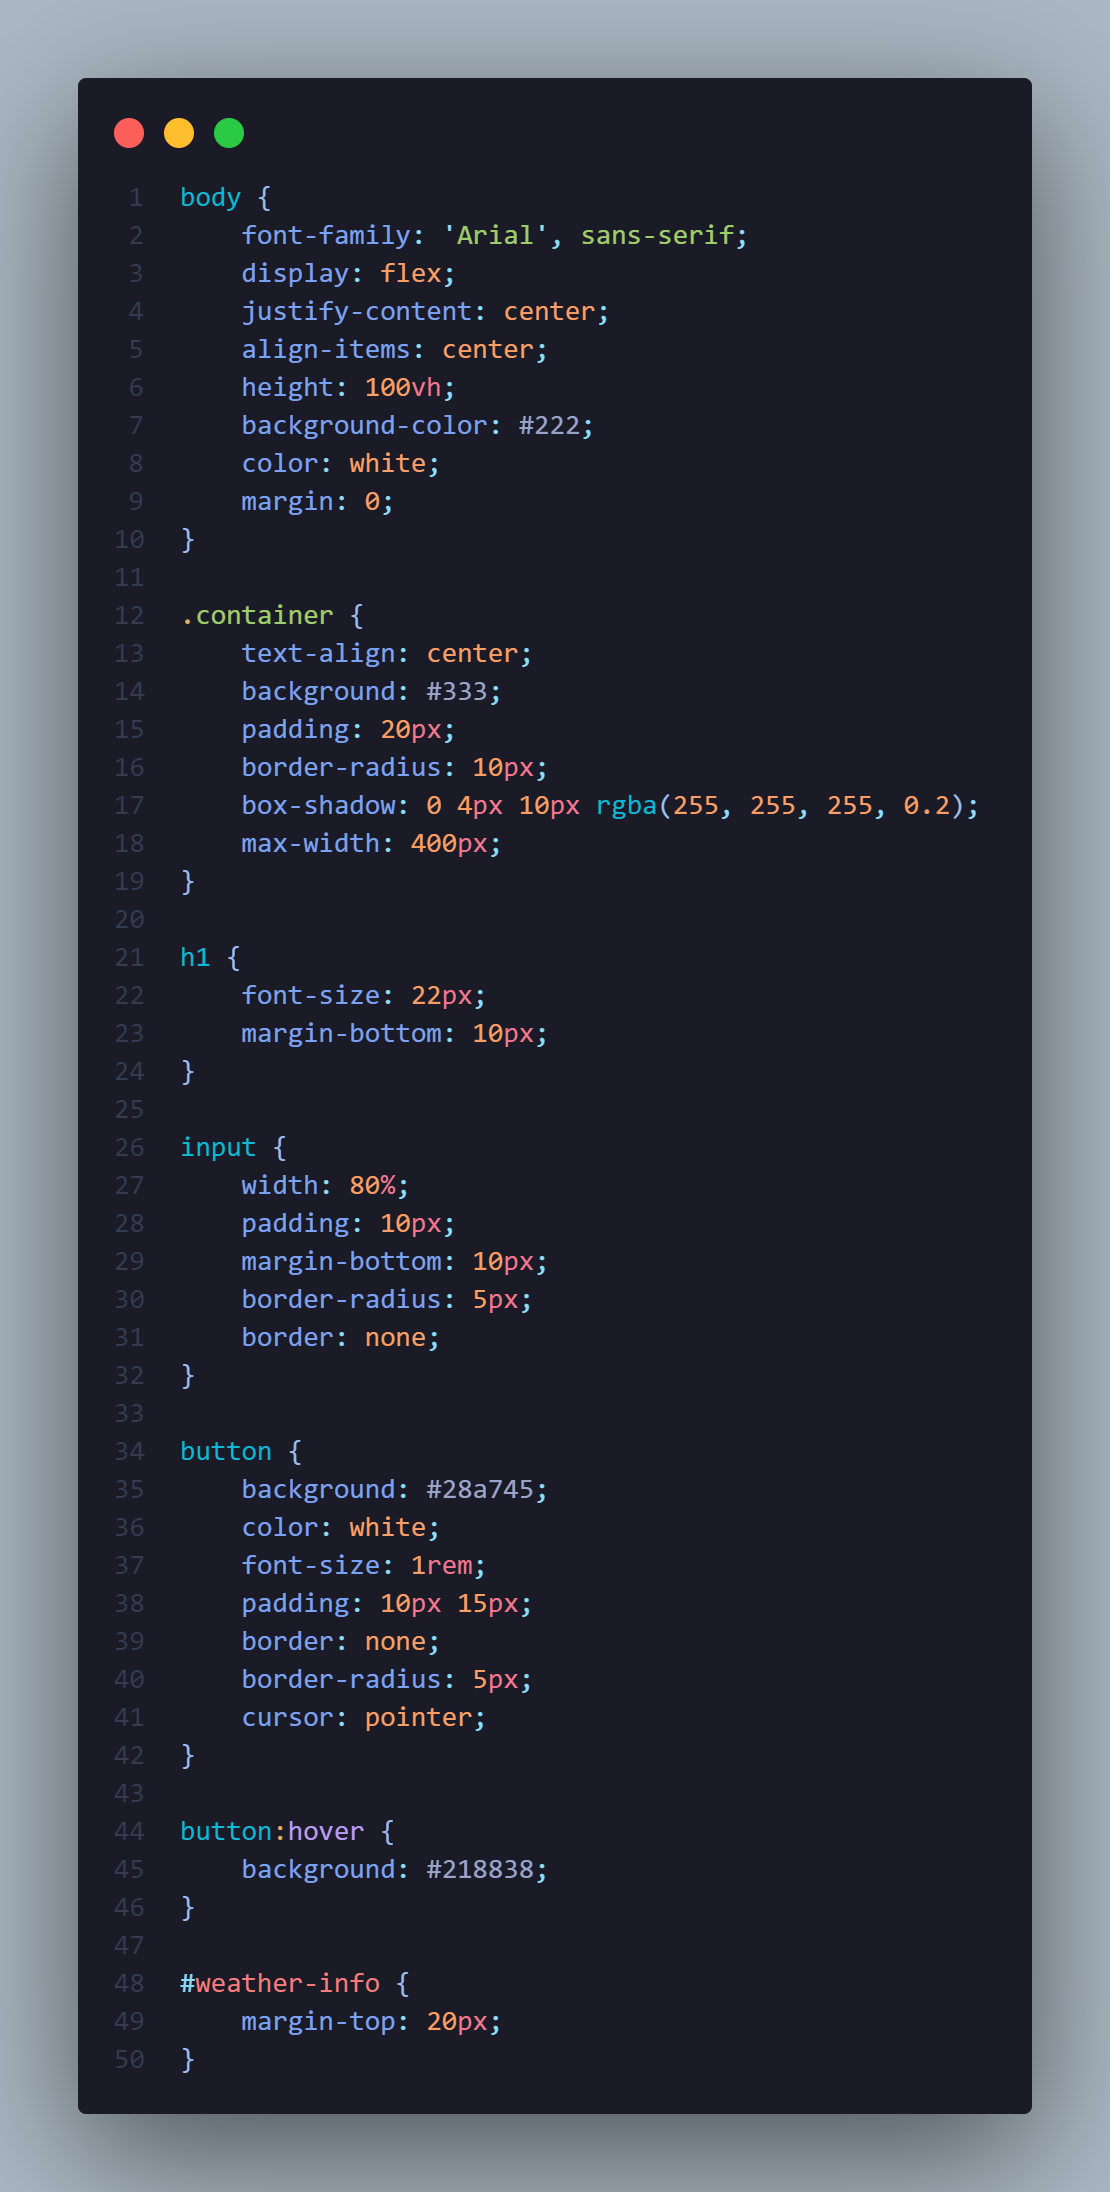 1 body {
2     font-family: 'Arial', sans-serif;
3     display: flex;
4     justify-content: center;
5     align-items: center;
6     height: 100vh;
7     background-color: #222;
8     color: white;
9     margin: 0;
10 }
11
12 .container {
13     text-align: center;
14     background: #333;
15     padding: 20px;
16     border-radius: 10px;
17     box-shadow: 0 4px 10px rgba(255, 255, 255, 0.2);
18     max-width: 400px;
19 }
20
21 h1 {
22     font-size: 22px;
23     margin-bottom: 10px;
24 }
25
26 input {
27     width: 80%;
28     padding: 10px;
29     margin-bottom: 10px;
30     border-radius: 5px;
31     border: none;
32 }
33
34 button {
35     background: #28a745;
36     color: white;
37     font-size: 1rem;
38     padding: 10px 15px;
39     border: none;
40     border-radius: 5px;
41     cursor: pointer;
42 }
43
44 button:hover {
45     background: #218838;
46 }
47
48 #weather-info {
49     margin-top: 20px;
50 }